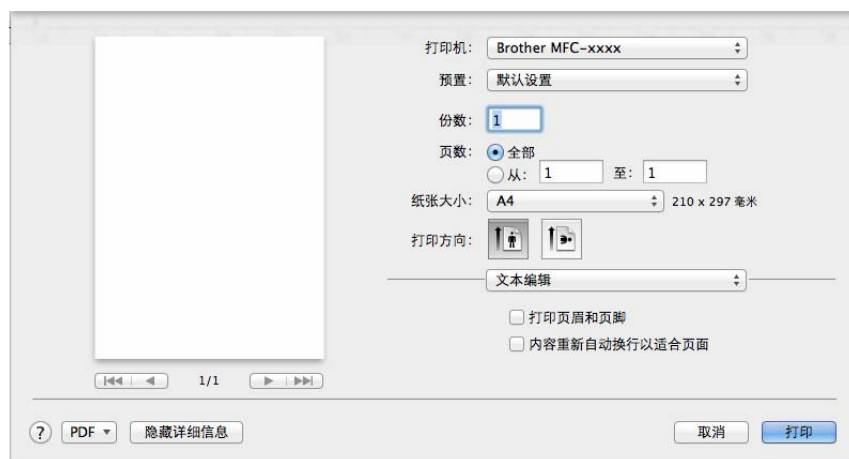 打印机: Brother MFC-xxxx
预置: 默认设置
份数: 1
页数: 全部
从: 1 至: 1
纸张大小: A4 210 x 297 毫米
打印方向:
文本编辑
打印页眉和页脚
内容重新自动换行以适合页面
1/1
? PDF 隐藏详细信息 取消 打印